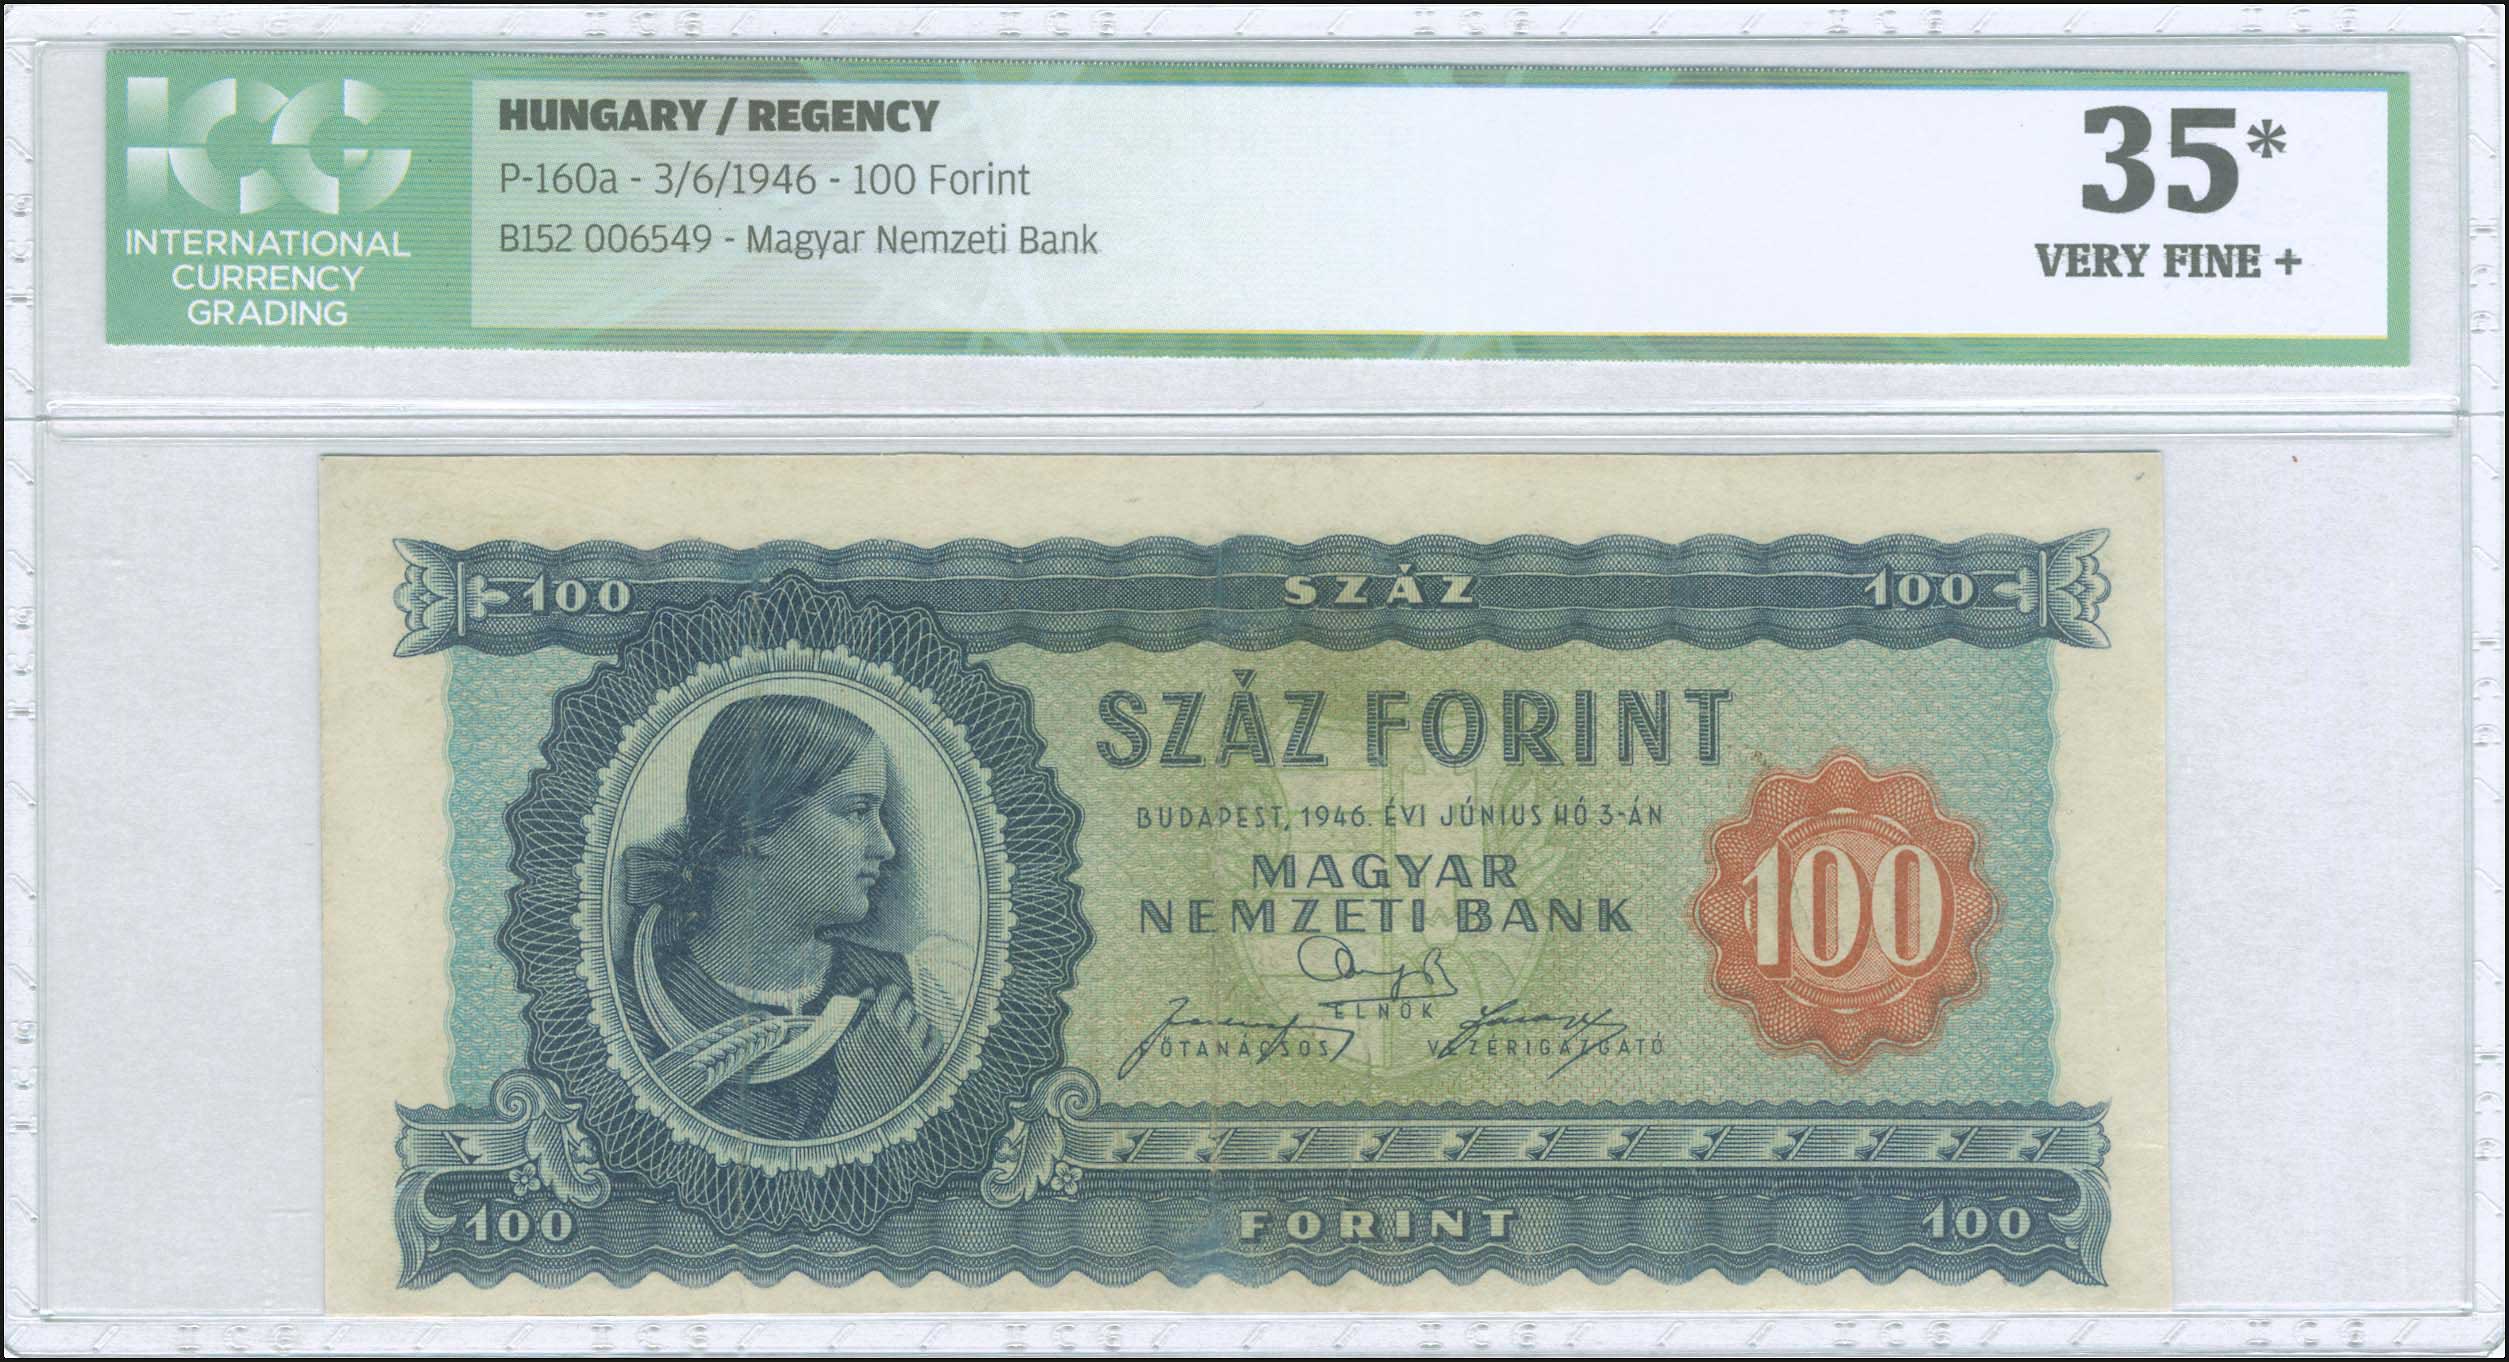 ICG
INTERNATIONAL
CURRENCY
GRADING
HUNGARY / REGENCY
P-160a - 3/6/1946 - 100 Forint
B152 006549 - Magyar Nemzeti Bank
35*
VERY FINE +
100 SZÁZ 100
SZÁZ FORINT
BUDAPEST, 1946. ÉVI JÚNIUS HÓ 3-ÁN
MAGYAR
NEMZETI BANK
100
ELNÖK
FŐTANÁCSOS VEZÉRIGAZGATÓ
100 FORINT 100